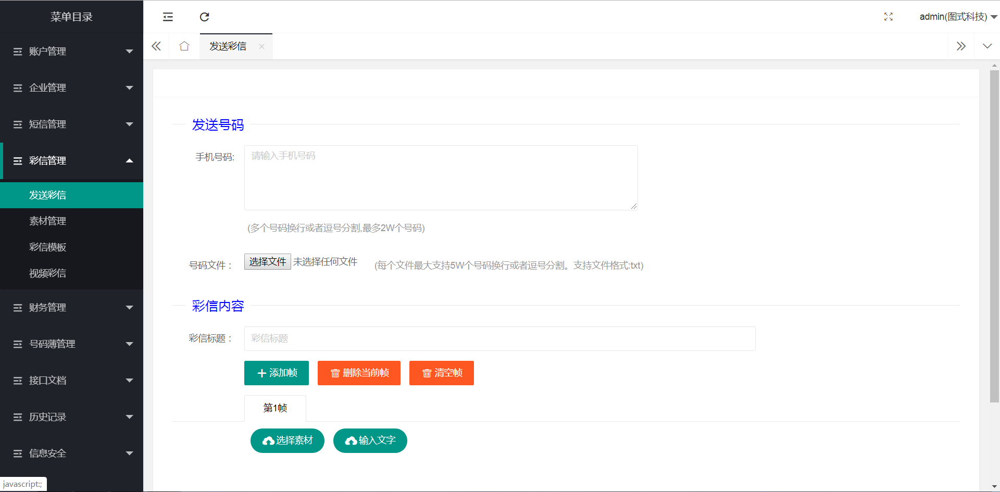 菜单目录
admin(图式科技)
发送彩信
账户管理
企业管理
短信管理
彩信管理
发送彩信
素材管理
彩信模板
视频彩信
财务管理
号码薄管理
接口文档
历史记录
信息安全
javascript:;
发送号码
手机号码:
请输入手机号码
(多个号码换行或者逗号分割,最多2W个号码)
号码文件：
选择文件 未选择任何文件
(每个文件最大支持5W个号码换行或者逗号分割。支持文件格式:txt)
彩信内容
彩信标题：
彩信标题
添加帧
删除当前帧
清空帧
第1帧
选择素材
输入文字